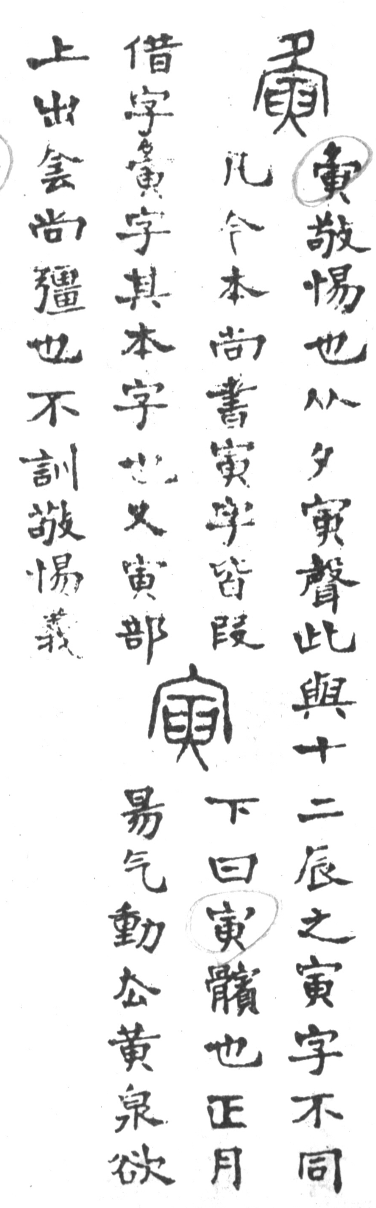 夤
夤敬惕也从夕寅聲此與十二辰之寅字不同
凡今本尚書寅字皆叚
借字夤字其本字也又寅部
寅
下曰寅髕也正月
昜气動去黃泉欲
上出侌尚彊也不訓敬惕義